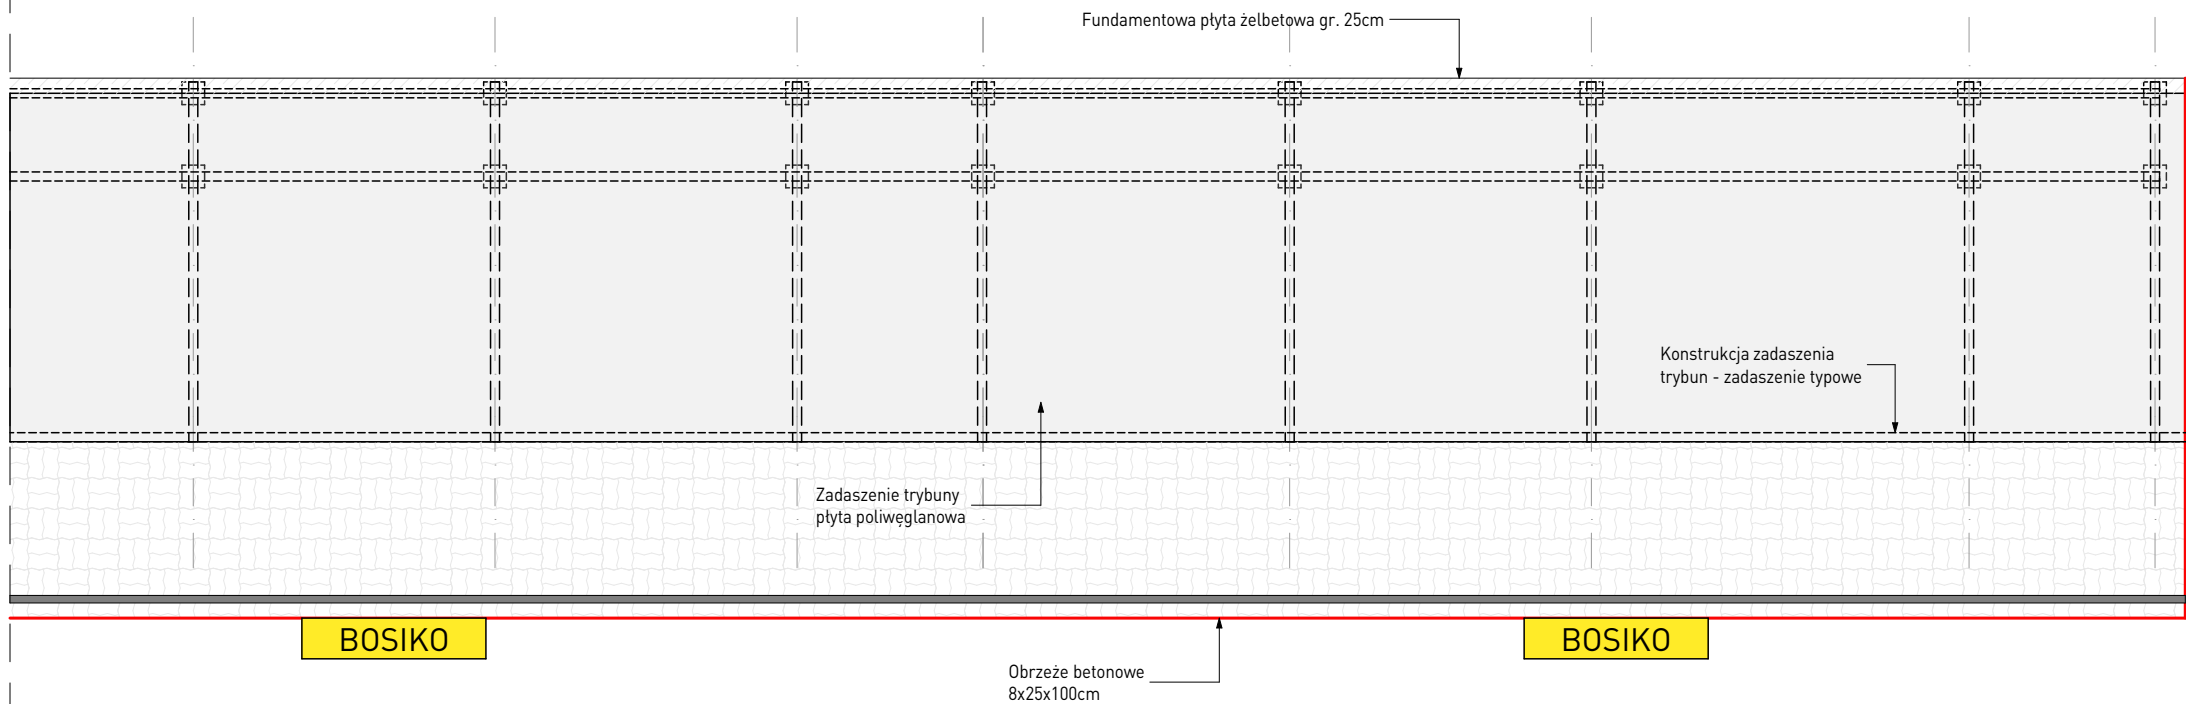 Fundamentowa płyta żelbetowa gr. 25cm
Konstrukcja zadaszenia
trybun - zadaszenie typowe
Zadaszenie trybuny
płyta poliwęglanowa
BOSIKO
BOSIKO
Obrzeże betonowe
8x25x100cm